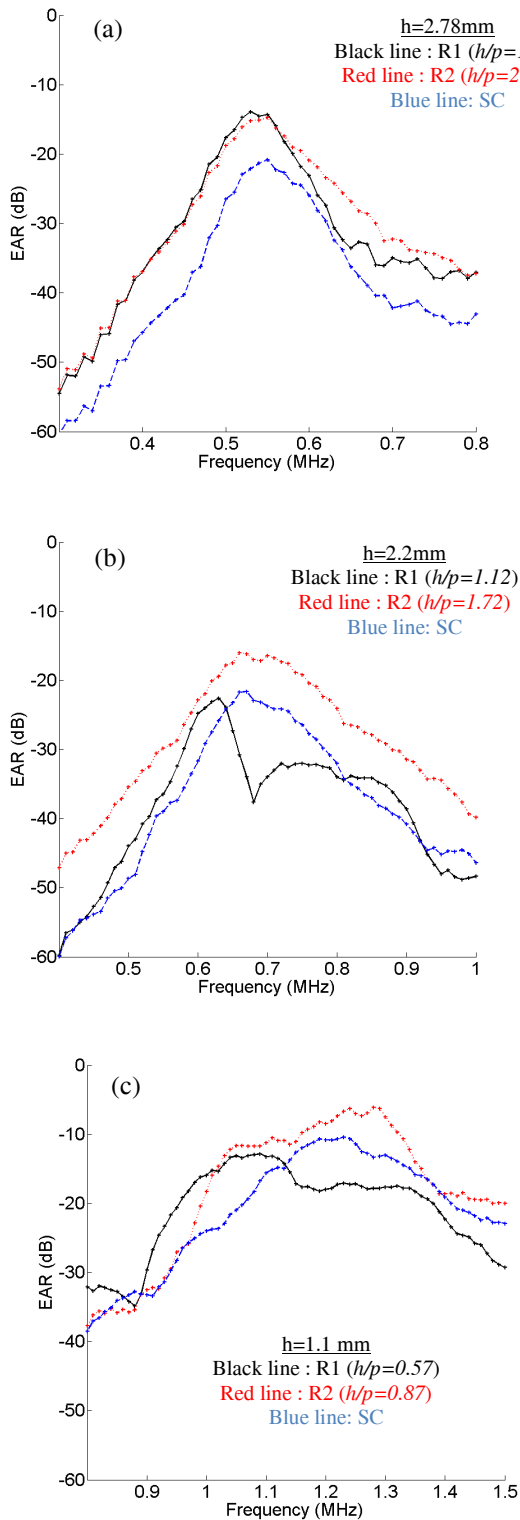 (a)
h=2.78mm
Black line : R1 (h/p=1
Red line : R2 (h/p=2
Blue line: SC
0
-10
-20
-30
-40
-50
-60
EAR (dB)
0.4 0.5 0.6 0.7 0.8
Frequency (MHz)
(b)
h=2.2mm
Black line : R1 (h/p=1.12)
Red line : R2 (h/p=1.72)
Blue line: SC
0
-10
-20
-30
-40
-50
-60
EAR (dB)
0.5 0.6 0.7 0.8 0.9 1
Frequency (MHz)
(c)
0
-10
-20
-30
-40
-50
-60
EAR (dB)
h=1.1 mm
Black line : R1 (h/p=0.57)
Red line : R2 (h/p=0.87)
Blue line: SC
0.9 1 1.1 1.2 1.3 1.4 1.5
Frequency (MHz)